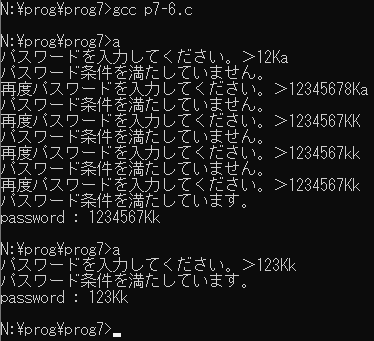 N:¥prog¥prog7>gcc p7-6.c
N:¥prog¥prog7>a
パスワードを入力してください。>12Ka
パスワード条件を満たしていません。
再度パスワードを入力してください。>12345678Ka
パスワード条件を満たしていません。
再度パスワードを入力してください。>1234567KK
パスワード条件を満たしていません。
再度パスワードを入力してください。>1234567kk
パスワード条件を満たしていません。
再度パスワードを入力してください。>1234567Kk
パスワード条件を満たしています。
password : 1234567Kk
N:¥prog¥prog7>a
パスワードを入力してください。>123Kk
パスワード条件を満たしています。
password : 123Kk
N:¥prog¥prog7>